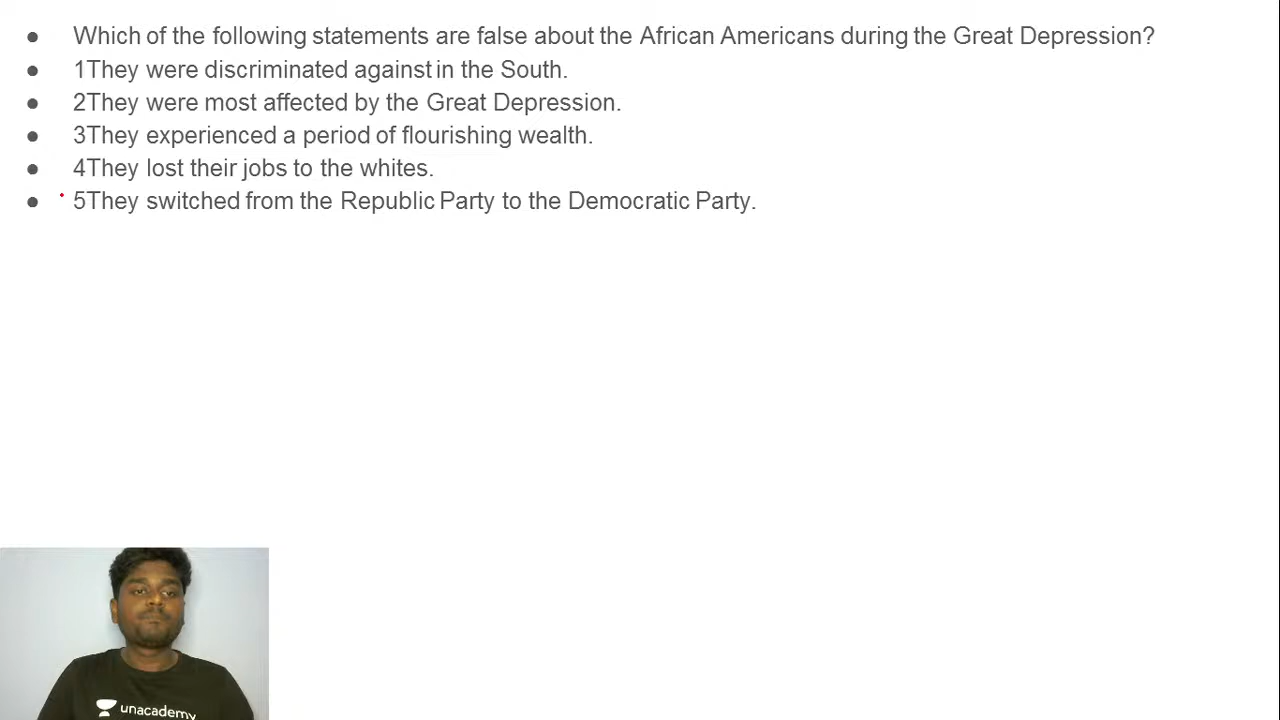 Which of the following statements are false about the African Americans during the Great Depression?
1They were discriminated against in the South.
2They were most affected by the Great Depression.
3They experienced a period of flourishing wealth.
4They lost their jobs to the whites.
5They switched from the Republic Party to the Democratic Party.
unacademy